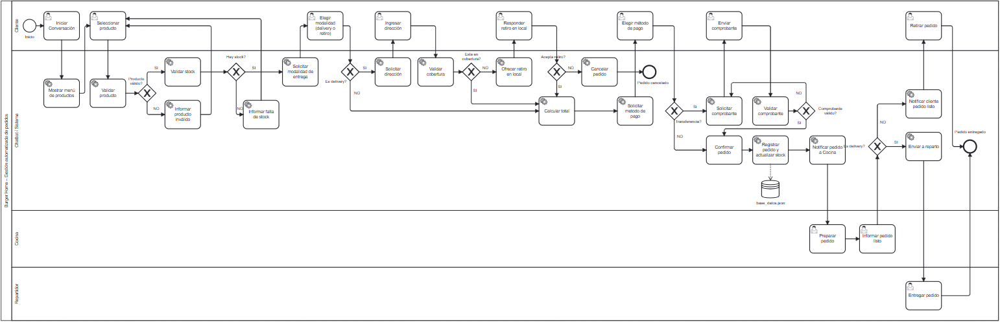 Burger Home – Gestión automatizada de pedidos
Cliente
Inicio
Iniciar
Conversación
Seleccionar
producto
Elegir
modalidad
(delivery o
retiro)
Ingresar
dirección
Responder
retiro en local
Elegir método
de pago
Enviar
comprobante
Retirar pedido
Chatbot / Sistema
Mostrar menú
de productos
Validar
producto
Producto
válido?
SI
NO
Validar stock
Informar
producto
inválido
Hay stock?
SI
NO
Informar falta
de stock
Solicitar
modalidad de
entrega
Es delivery?
SI
NO
Solicitar
dirección
Validar
cobertura
Esta en
cobertura?
NO
SI
Ofrecer retiro
en local
Acepta retiro?
NO
SI
Cancelar
pedido
Pedido cancelado
Calcular total
Solicitar
metodo de
pago
Transferencia?
SI
NO
Solicitar
comprobante
Validar
comprobante
Comprobante
válido?
NO
SI
Confirmar
pedido
Registrar
pedido y
actualizar stock
base_datos.json
Notificar pedido
a Cocina
Es delivery?
NO
SI
Notificar cliente
pedido listo
Enviar a reparto
Pedido entregado
Cocina
Preparar
pedido
Informar pedido
listo
Repartidor
Entregar pedido